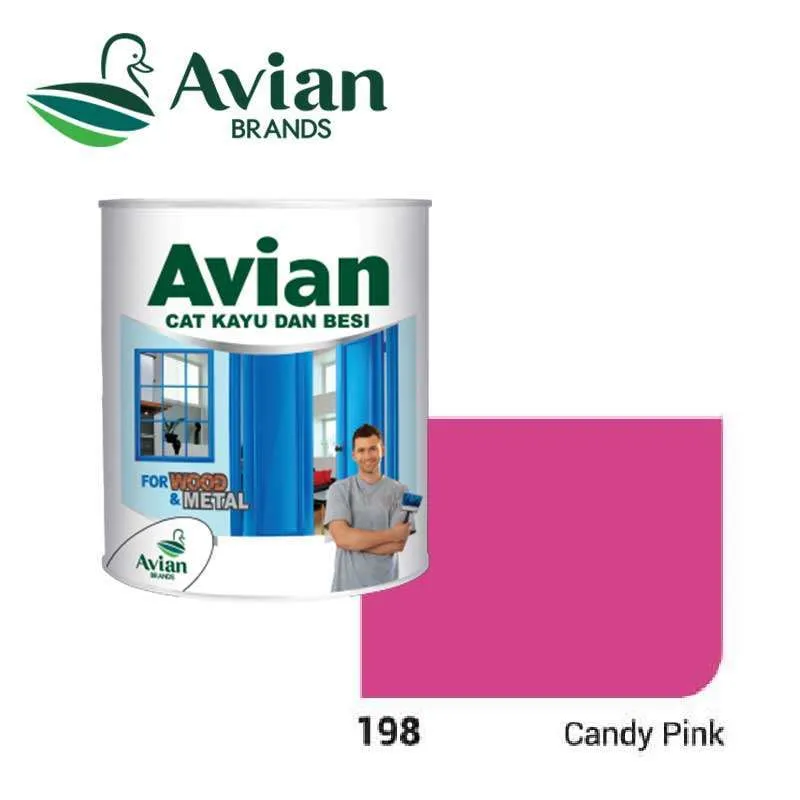 Avian
BRANDS
Avian
CAT KAYU DAN BESI
FOR WOOD
& METAL
Avian
BRANDS
198 Candy Pink